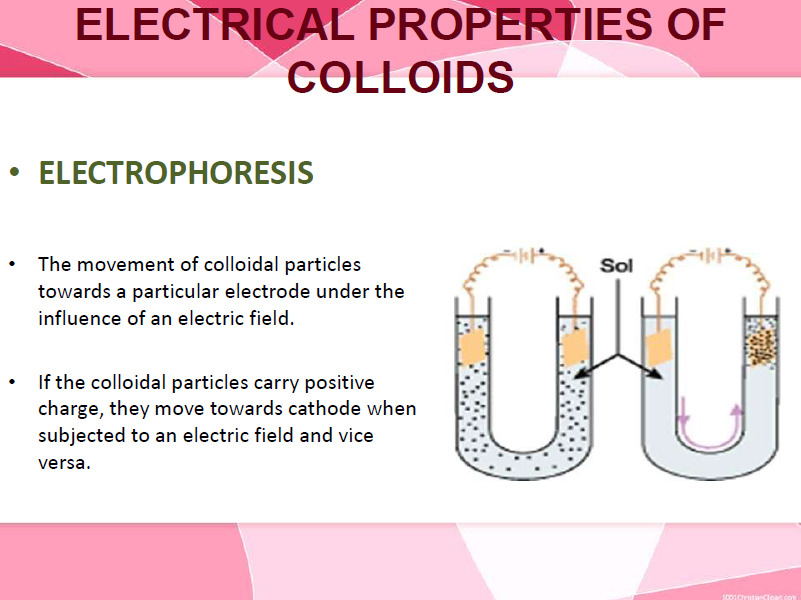 ELECTRICAL PROPERTIES OF
COLLOIDS
• ELECTROPHORESIS
• The movement of colloidal particles
towards a particular electrode under the
influence of an electric field.
• If the colloidal particles carry positive
charge, they move towards cathode when
subjected to an electric field and vice
versa.
- +
Sol
- +